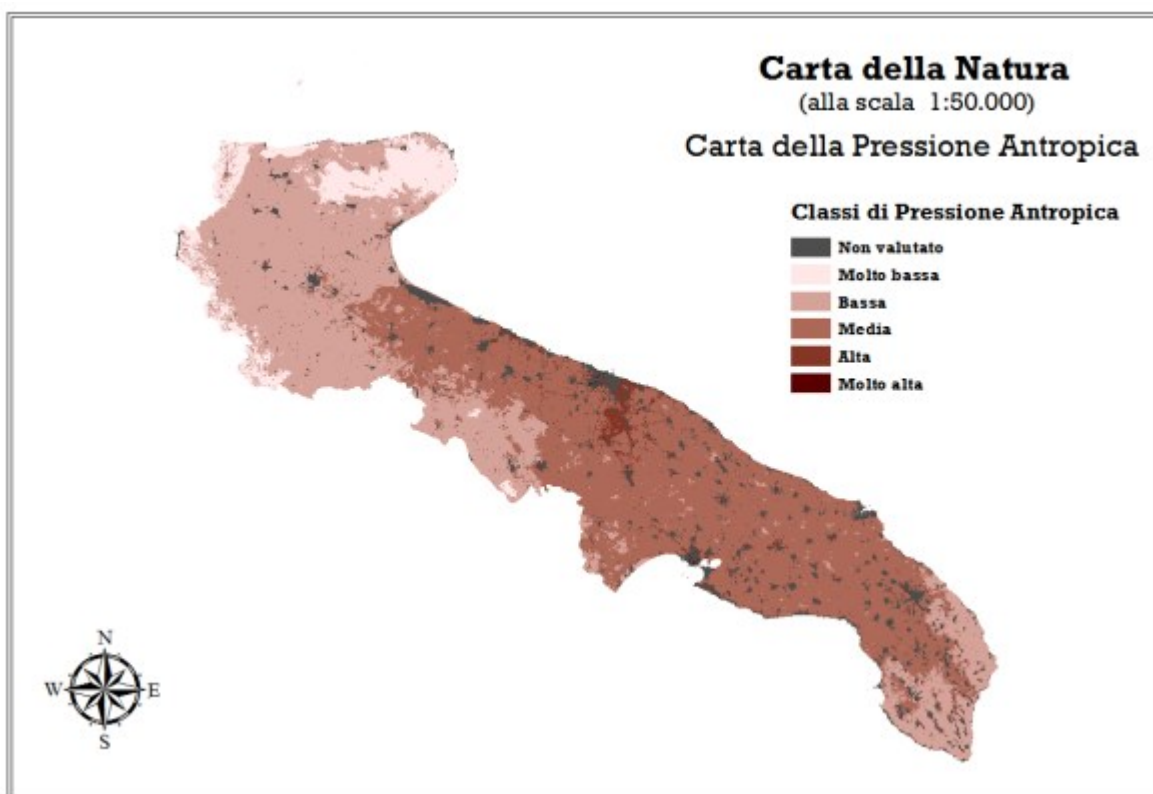 Carta della Natura
(alla scala 1:50.000)
Carta della Pressione Antropica
Classi di Pressione Antropica
Non valutato
Molto bassa
Bassa
Media
Alta
Molto alta
N
W E
S